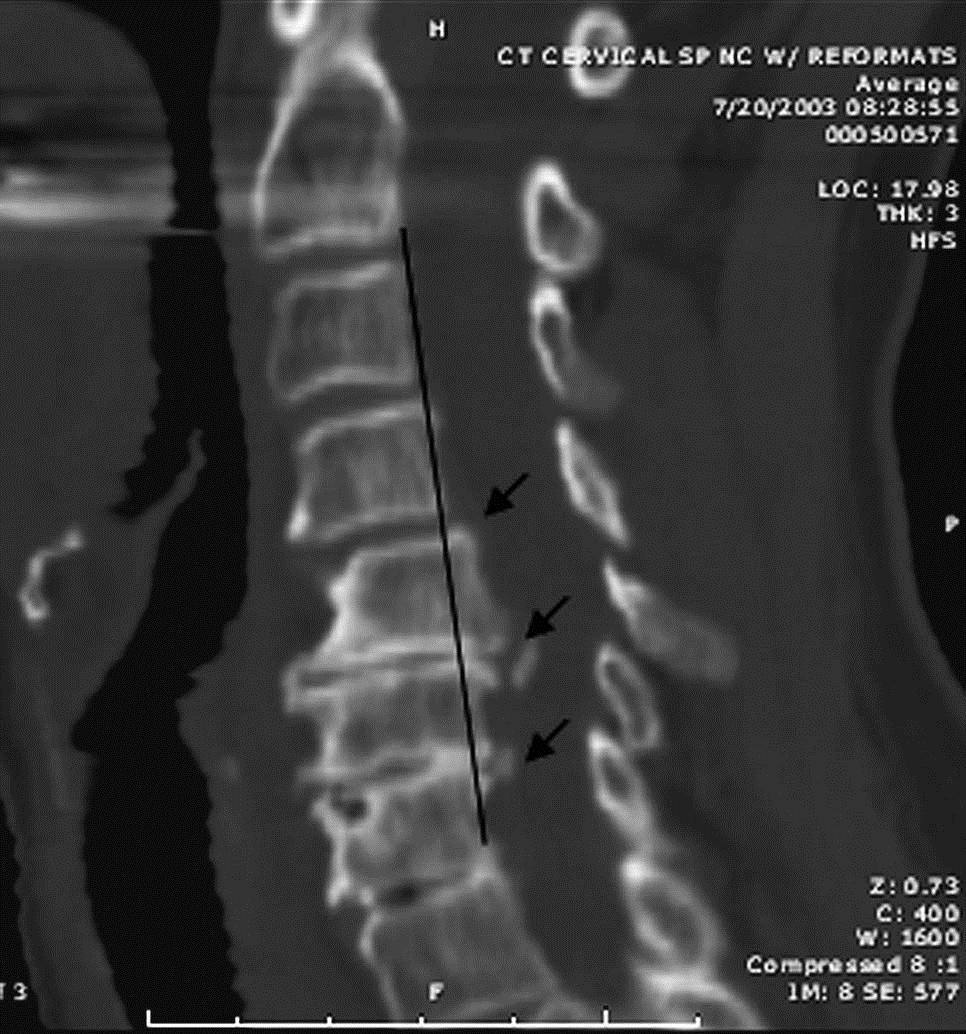 H
CT CERVICAL SP NC W/ REFORMATS
Average
7/20/2003 08:28:55
000500571
LOC: 17.98
THK: 3
HFS
P
Z: 0.73
C: 400
W: 1600
Compressed 8 :1
IM: 8 SE: 577
T 3
F